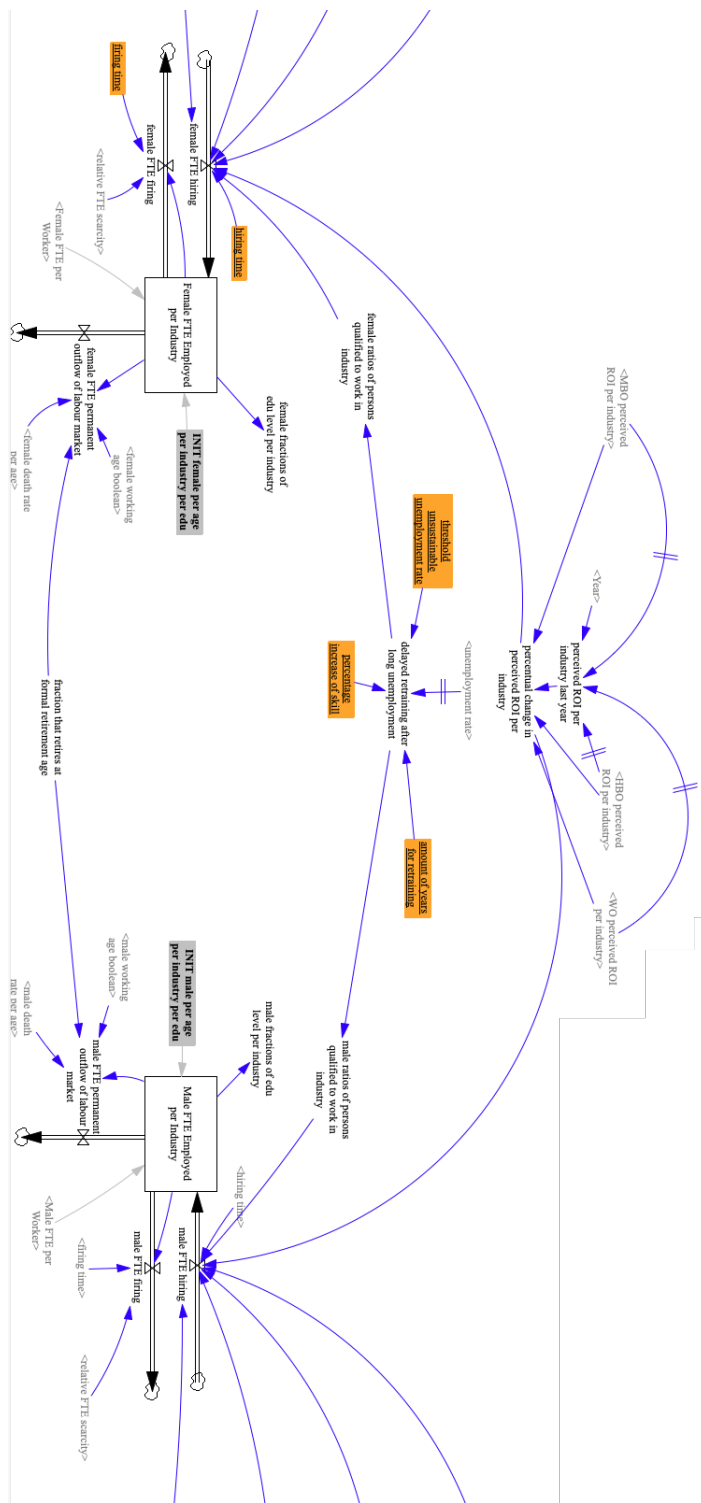 <MBO perceived
ROI per industry>
<Year>
perceived ROI per
industry last year
<HBO perceived
ROI per industry>
<WO perceived ROI
per industry>
percentual change in
perceived ROI per
industry
<unemployment rate>
threshold
unsustainable
unemployment rate
delayed retraining after
long unemployment
amount of years
for retraining
percentage
increase of skill
female ratios of persons
qualified to work in
industry
male ratios of persons
qualified to work in
industry
hiring time
female FTE hiring
female fractions of
edu level per industry
male fractions of edu
level per industry
<hiring time>
male FTE hiring
firing time
female FTE firing
<relative FTE scarcity>
<Female FTE per
Worker>
Female FTE Employed
per Industry
INIT female per age
per industry per edu
INIT male per age
per industry per edu
Male FTE Employed
per Industry
male FTE firing
<firing time>
<relative FTE scarcity>
<Male FTE per
Worker>
female FTE permanent
outflow of labour market
<female working
age boolean>
<female death rate
per age>
fraction that retires at
formal retirement age
<male working
age boolean>
<male death
rate per age>
male FTE permanent
outflow of labour
market